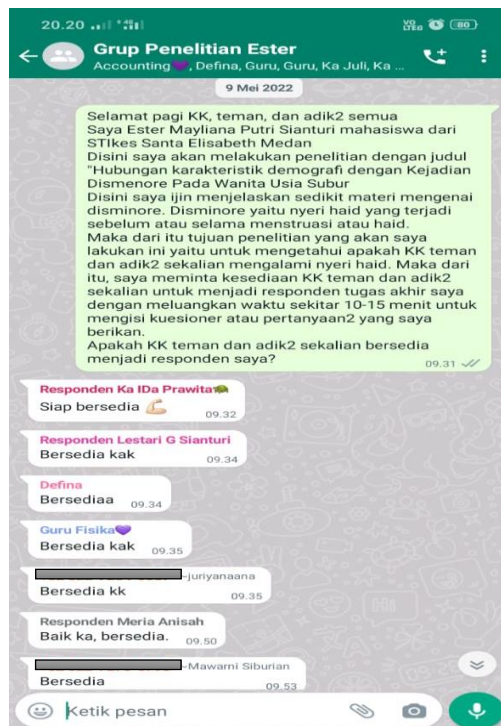 20.20
VoLTE2
80
Grup Penelitian Ester
Accounting💜, Defina, Guru, Guru, Ka Juli, Ka ...
9 Mei 2022
Selamat pagi KK, teman, dan adik2 semua
Saya Ester Mayliana Putri Sianturi mahasiswa dari
STIkes Santa Elisabeth Medan
Disini saya akan melakukan penelitian dengan judul
"Hubungan karakteristik demografi dengan Kejadian
Dismenore Pada Wanita Usia Subur
Disini saya ijin menjelaskan sedikit materi mengenai
disminore. Disminore yaitu nyeri haid yang terjadi
sebelum atau selama menstruasi atau haid.
Maka dari itu tujuan penelitian yang akan saya
lakukan ini yaitu untuk mengetahui apakah KK teman
dan adik2 sekalian mengalami nyeri haid. Maka dari
itu, saya meminta kesediaan KK teman dan adik2
sekalian untuk menjadi responden tugas akhir saya
dengan meluangkan waktu sekitar 10-15 menit untuk
mengisi kuesioner atau pertanyaan2 yang saya
berikan.
Apakah KK teman dan adik2 sekalian bersedia
menjadi responden saya? 09.31
Responden Ka IDa Prawita🐢
Siap bersedia 💪🏻 09.32
Responden Lestari G Sianturi
Bersedia kak 09.34
Defina
Bersediaa 09.34
Guru Fisika💜
Bersedia kak 09.35
~juriyanaana
Bersedia kk 09.35
Responden Meria Anisah
Baik ka, bersedia. 09.50
~Mawarni Siburian
Bersedia 09.53
Ketik pesan